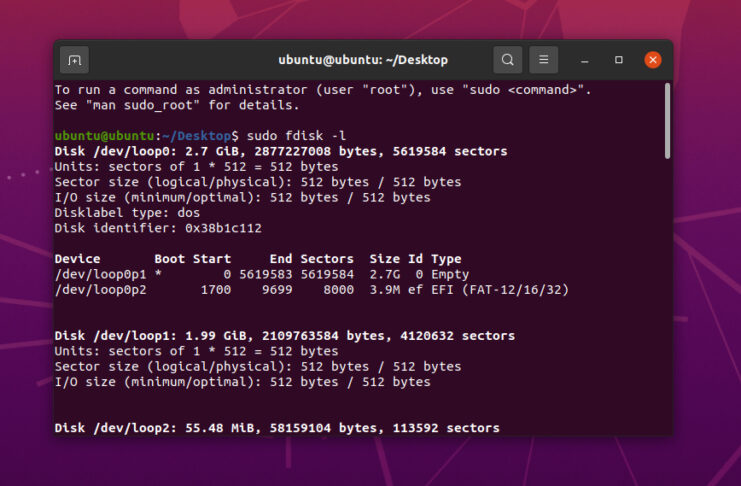 ubuntu@ubuntu: ~/Desktop
To run a command as administrator (user "root"), use "sudo <command>".
See "man sudo_root" for details.
ubuntu@ubuntu:~/Desktop$ sudo fdisk -l
Disk /dev/loop0: 2.7 GiB, 2877227008 bytes, 5619584 sectors
Units: sectors of 1 * 512 = 512 bytes
Sector size (logical/physical): 512 bytes / 512 bytes
I/O size (minimum/optimal): 512 bytes / 512 bytes
Disklabel type: dos
Disk identifier: 0x38b1c112
Device      Boot Start     End Sectors  Size Id Type
/dev/loop0p1 *        0 5619583 5619584  2.7G  0 Empty
/dev/loop0p2       1700    9699    8000  3.9M ef EFI (FAT-12/16/32)
Disk /dev/loop1: 1.99 GiB, 2109763584 bytes, 4120632 sectors
Units: sectors of 1 * 512 = 512 bytes
Sector size (logical/physical): 512 bytes / 512 bytes
I/O size (minimum/optimal): 512 bytes / 512 bytes
Disk /dev/loop2: 55.48 MiB, 58159104 bytes, 113592 sectors